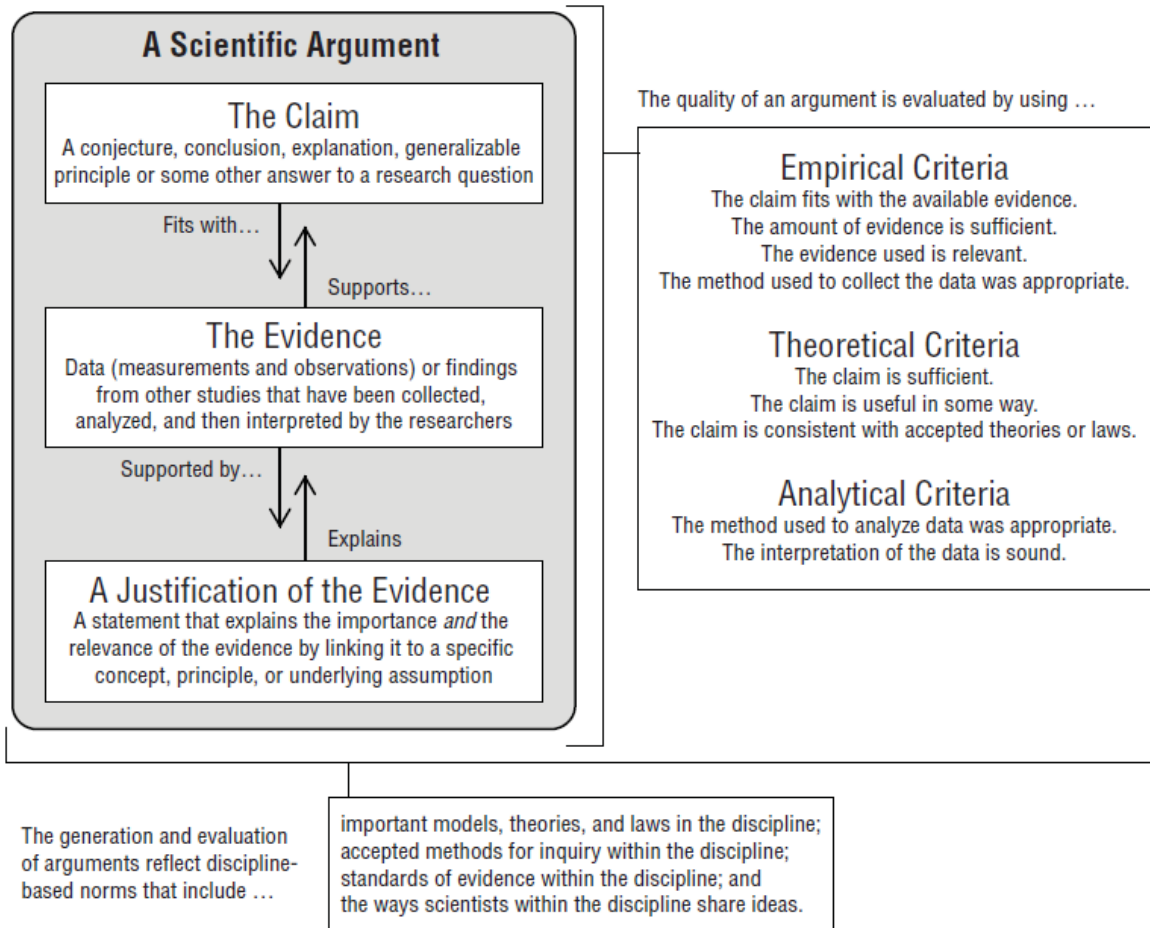 A Scientific Argument
The Claim
A conjecture, conclusion, explanation, generalizable
principle or some other answer to a research question
Fits with…
Supports…
The Evidence
Data (measurements and observations) or findings
from other studies that have been collected,
analyzed, and then interpreted by the researchers
Supported by…
Explains
A Justification of the Evidence
A statement that explains the importance and the
relevance of the evidence by linking it to a specific
concept, principle, or underlying assumption
The quality of an argument is evaluated by using …
Empirical Criteria
The claim fits with the available evidence.
The amount of evidence is sufficient.
The evidence used is relevant.
The method used to collect the data was appropriate.
Theoretical Criteria
The claim is sufficient.
The claim is useful in some way.
The claim is consistent with accepted theories or laws.
Analytical Criteria
The method used to analyze data was appropriate.
The interpretation of the data is sound.
The generation and evaluation
of arguments reflect discipline-
based norms that include …
important models, theories, and laws in the discipline;
accepted methods for inquiry within the discipline;
standards of evidence within the discipline; and
the ways scientists within the discipline share ideas.